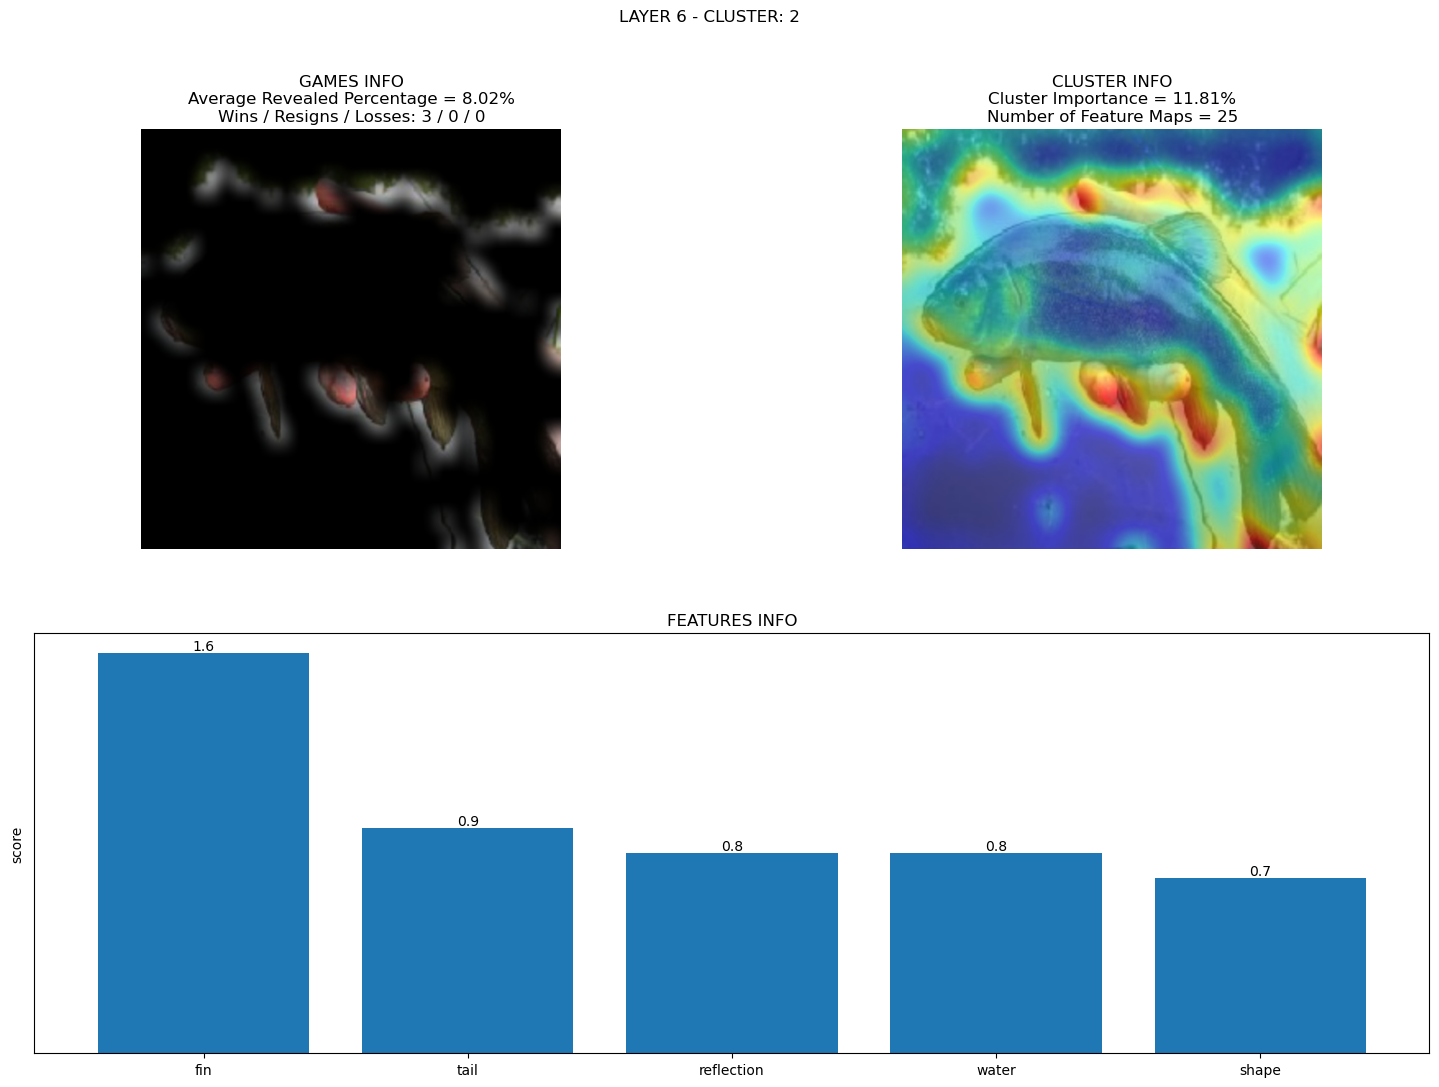 LAYER 6 - CLUSTER: 2
GAMES INFO
Average Revealed Percentage = 8.02%
Wins / Resigns / Losses: 3 / 0 / 0
CLUSTER INFO
Cluster Importance = 11.81%
Number of Feature Maps = 25
FEATURES INFO
score
1.6
0.9
0.8
0.8
0.7
fin
tail
reflection
water
shape